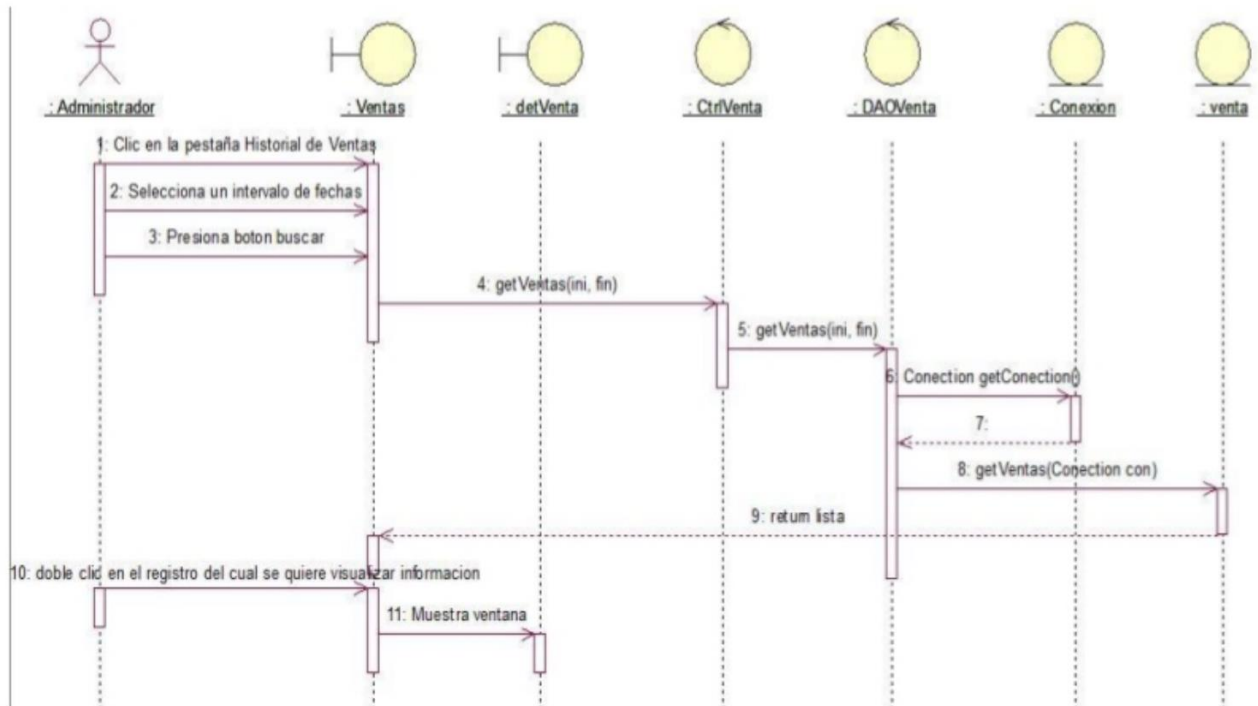 : Administrador
: Ventas
: detVenta
: CtrlVenta
: DAOVenta
: Conexion
: venta
1: Clic en la pestaña Historial de Ventas
2: Selecciona un intervalo de fechas
3: Presiona boton buscar
4: getVentas(ini, fin)
5: getVentas(ini, fin)
6: Conection getConection()
7:
8: getVentas(Conection con)
9: return lista
10: doble clic en el registro del cual se quiere visualizar informacion
11: Muestra ventana